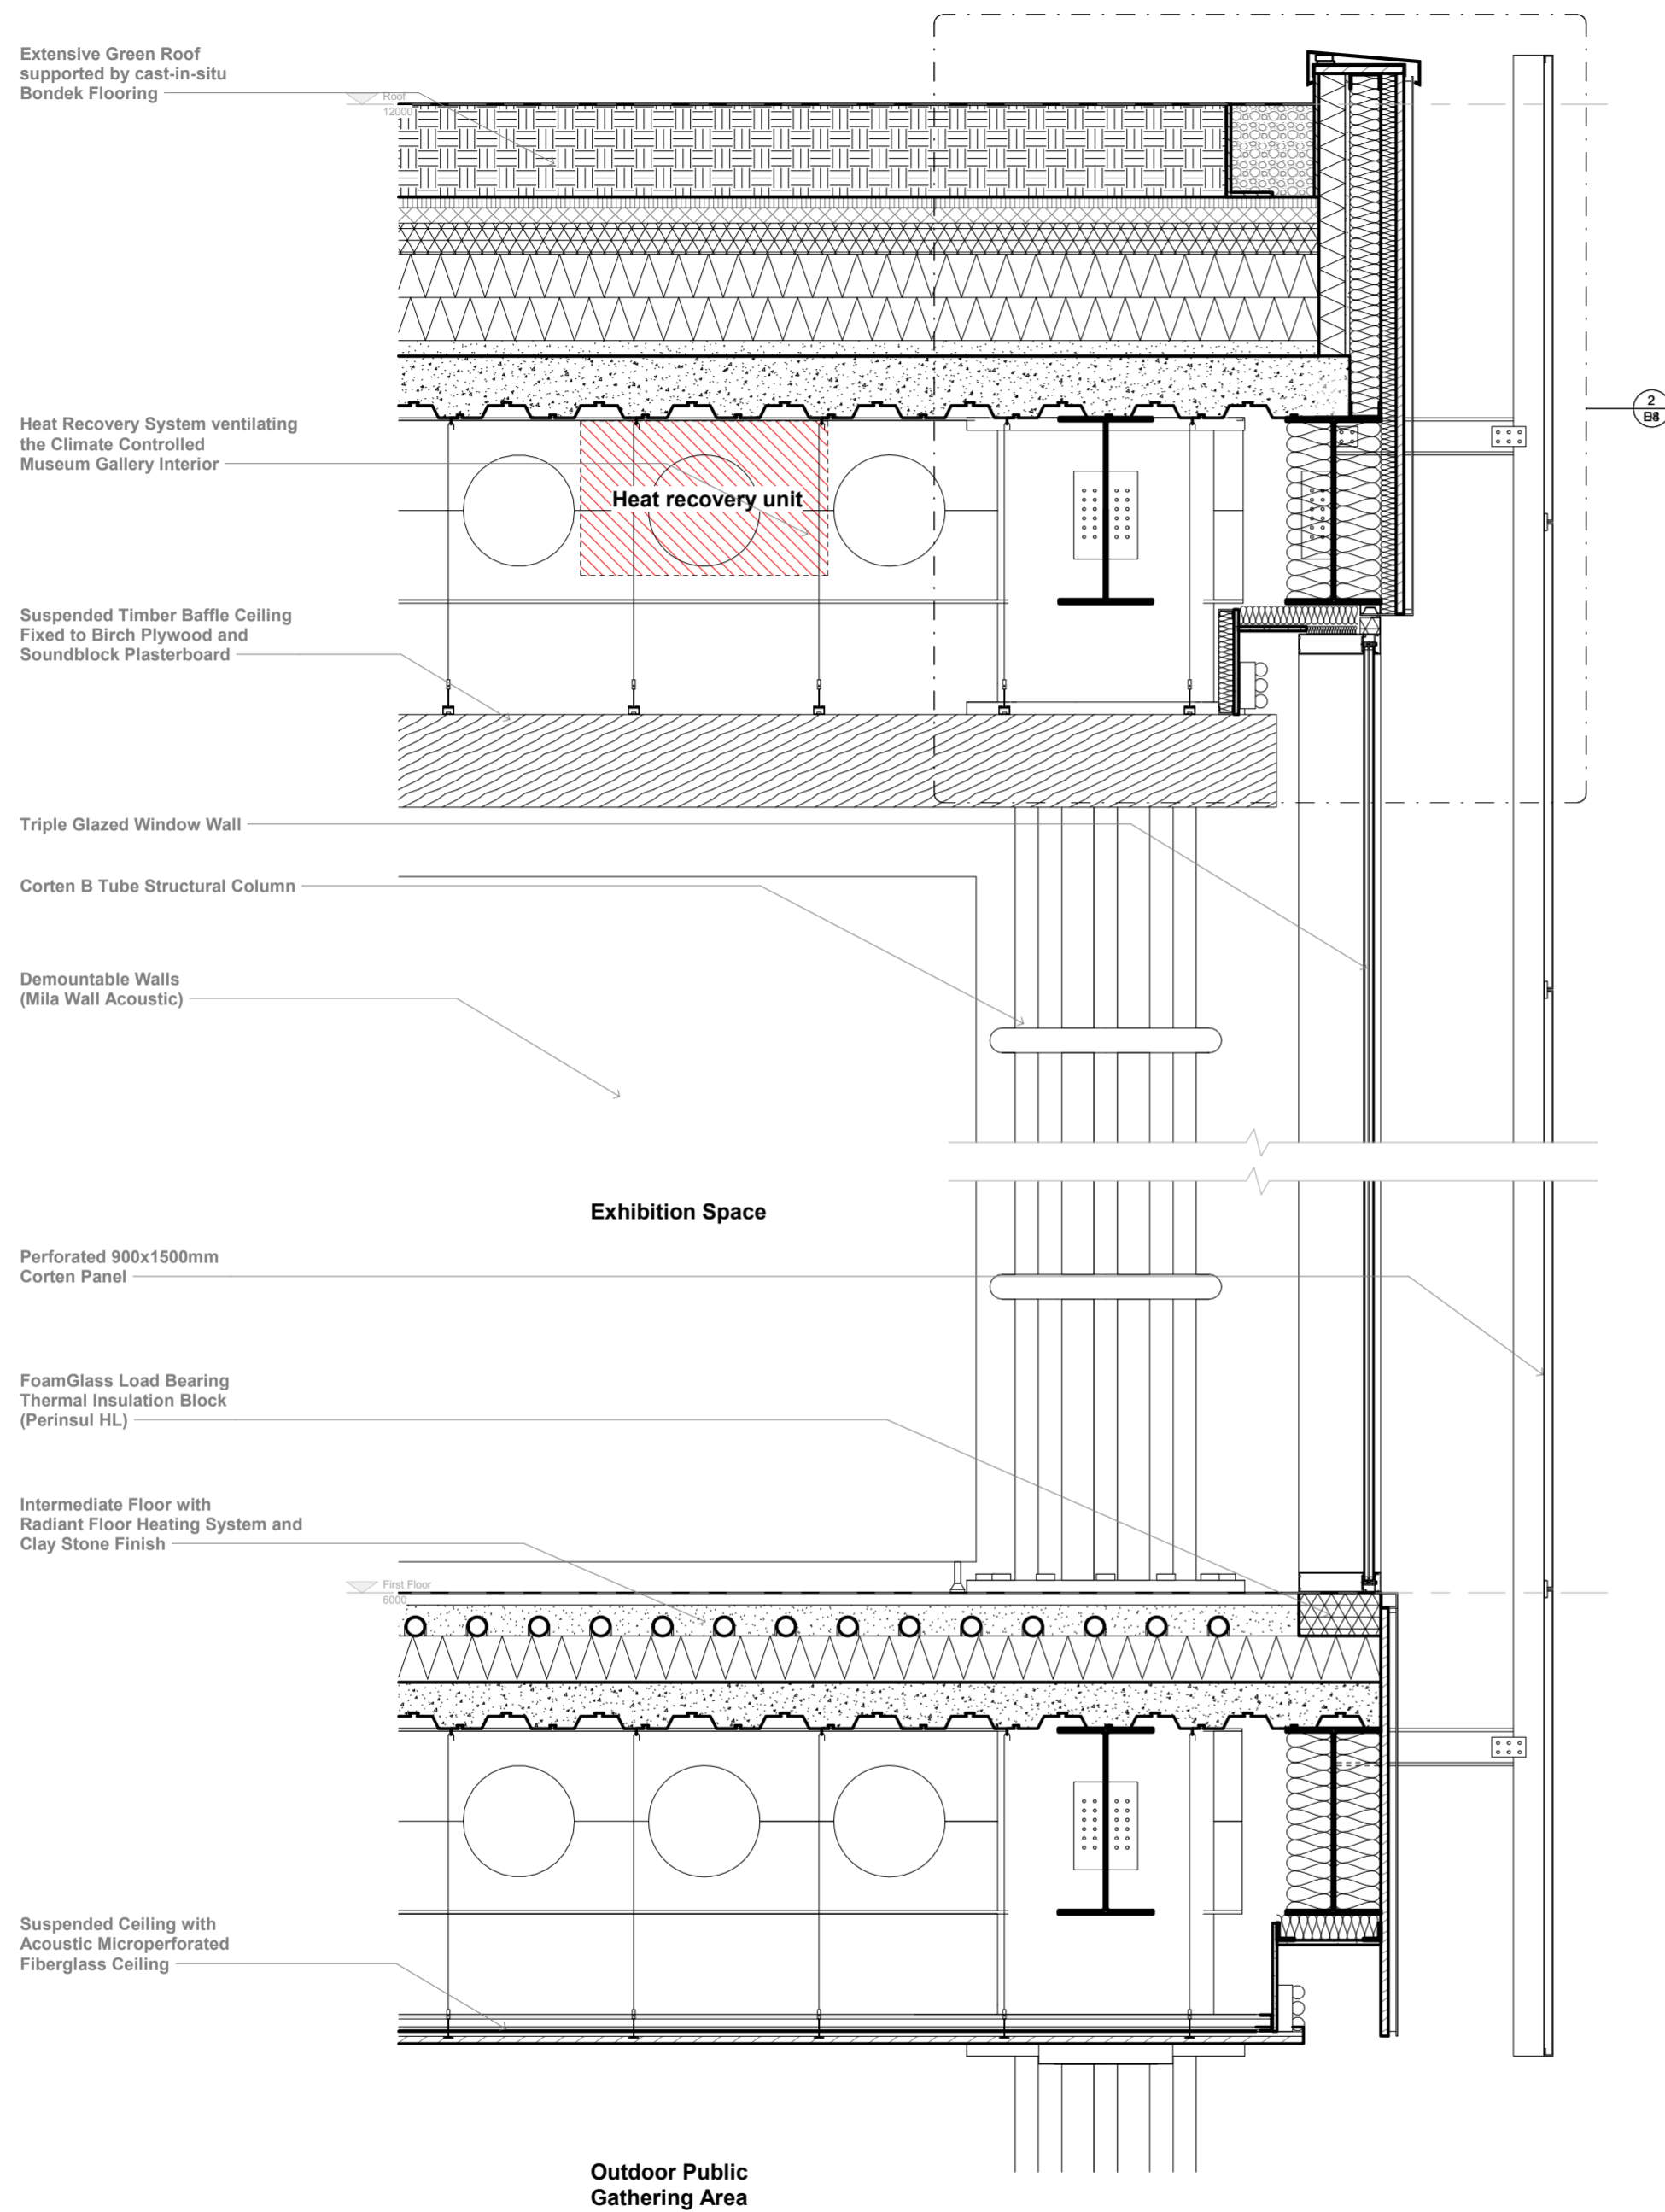 Extensive Green Roof
supported by cast-in-situ
Bondek Flooring
Roof
12000
2
Heat Recovery System ventilating
the Climate Controlled
Museum Gallery Interior
Heat recovery unit
Suspended Timber Baffle Ceiling
Fixed to Birch Plywood and
Soundblock Plasterboard
Triple Glazed Window Wall
Corten B Tube Structural Column
Demountable Walls
(Mila Wall Acoustic)
Exhibition Space
Perforated 900x1500mm
Corten Panel
FoamGlass Load Bearing
Thermal Insulation Block
(Perinsul HL)
Intermediate Floor with
Radiant Floor Heating System and
Clay Stone Finish
First Floor
6000
Suspended Ceiling with
Acoustic Microperforated
Fiberglass Ceiling
Outdoor Public
Gathering Area